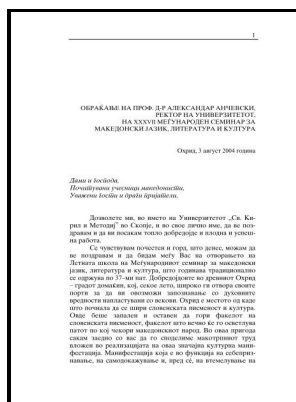 1
ОБРАЌАЊЕ НА ПРОФ. Д-Р АЛЕКСАНДАР АНЧЕВСКИ,
РЕКТОР НА УНИВЕРЗИТЕТОТ,
НА XXXVII МЕЃУНАРОДЕН СЕМИНАР ЗА
МАКЕДОНСКИ ЈАЗИК, ЛИТЕРАТУРА И КУЛТУРА
Охрид, 3 август 2004 година
Дами и господа,
Почитувани учесници македонисти,
Уважени гости и драги пријатели,
Дозволете ми, во името на Универзитетот „Св. Ки-
рил и Методиј" во Скопје, и во свое лично име, да ве поз-
дравам и да ви посакам топло добредојде и плодна и успеш-
на работа.
Се чувствувам почестен и горд, што денес, можам да
ве поздравам и да бидам меѓу Вас на отворањето на
Летната школа на Меѓународниот семинар за македонски
јазик, литература и култура, што годинава традиционално
се одржува по 37-ми пат. Добредојдовте во древниот Охрид
– градот домаќин, кој, секое лето, широко ги отвора своите
порти за да ви овозможи запознавање со духовните
вредности напластувани со векови. Охрид е местото од каде
што почнала да се шири словенската писменост и култура.
Овде беше запален и оставен да гори факелот на
словенската писменост, факелот што вечно ќе го осветлува
патот по кој чекори македонскиот народ. Во оваа пригода
сакам заедно со вас да го споделиме макотрпниот труд
вложен во реализацијата на оваа значајна културна мани-
фестација. Манифестација која е во функција на себеприз-
навање, на самодокажување и, пред сè, на втемелување на